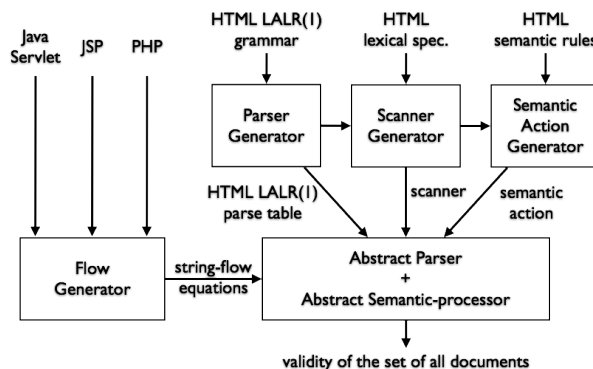 Java
Servlet
JSP
PHP
HTML LALR(1)
grammar
HTML
lexical spec.
HTML
semantic rules
Parser
Generator
Scanner
Generator
Semantic
Action
Generator
HTML LALR(1)
parse table
scanner
semantic
action
Flow
Generator
string-flow
equations
Abstract Parser
+
Abstract Semantic-processor
validity of the set of all documents